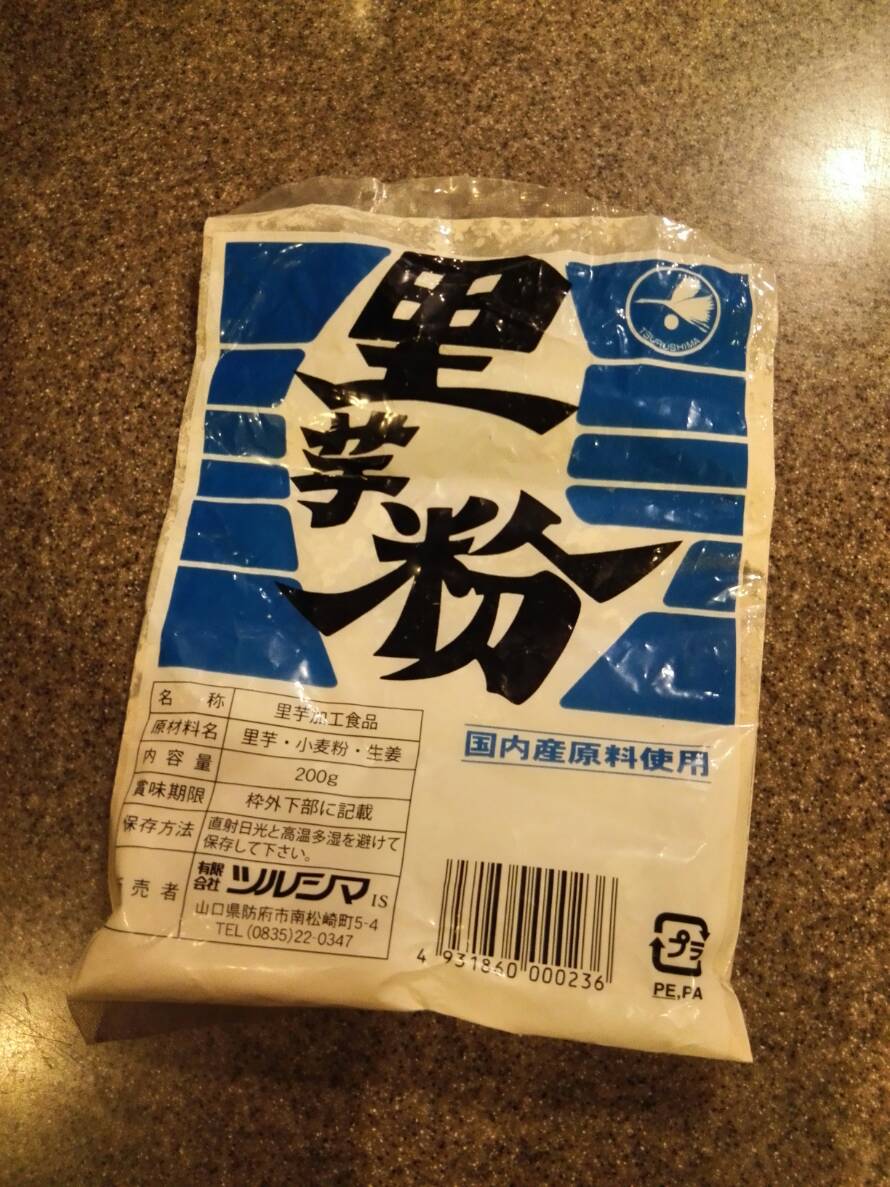 里芋粉
TSURUSHIMA
名称 里芋加工食品
原材料名 里芋・小麦粉・生姜
内容量 200g
賞味期限 枠外下部に記載
保存方法 直射日光と高温多湿を避けて
保存して下さい。
売者 有限会社 ツルシマ IS
山口県防府市南松崎町5-4
TEL (0835)22-0347
国内産原料使用
4 931860 000236
プラ
PE,PA